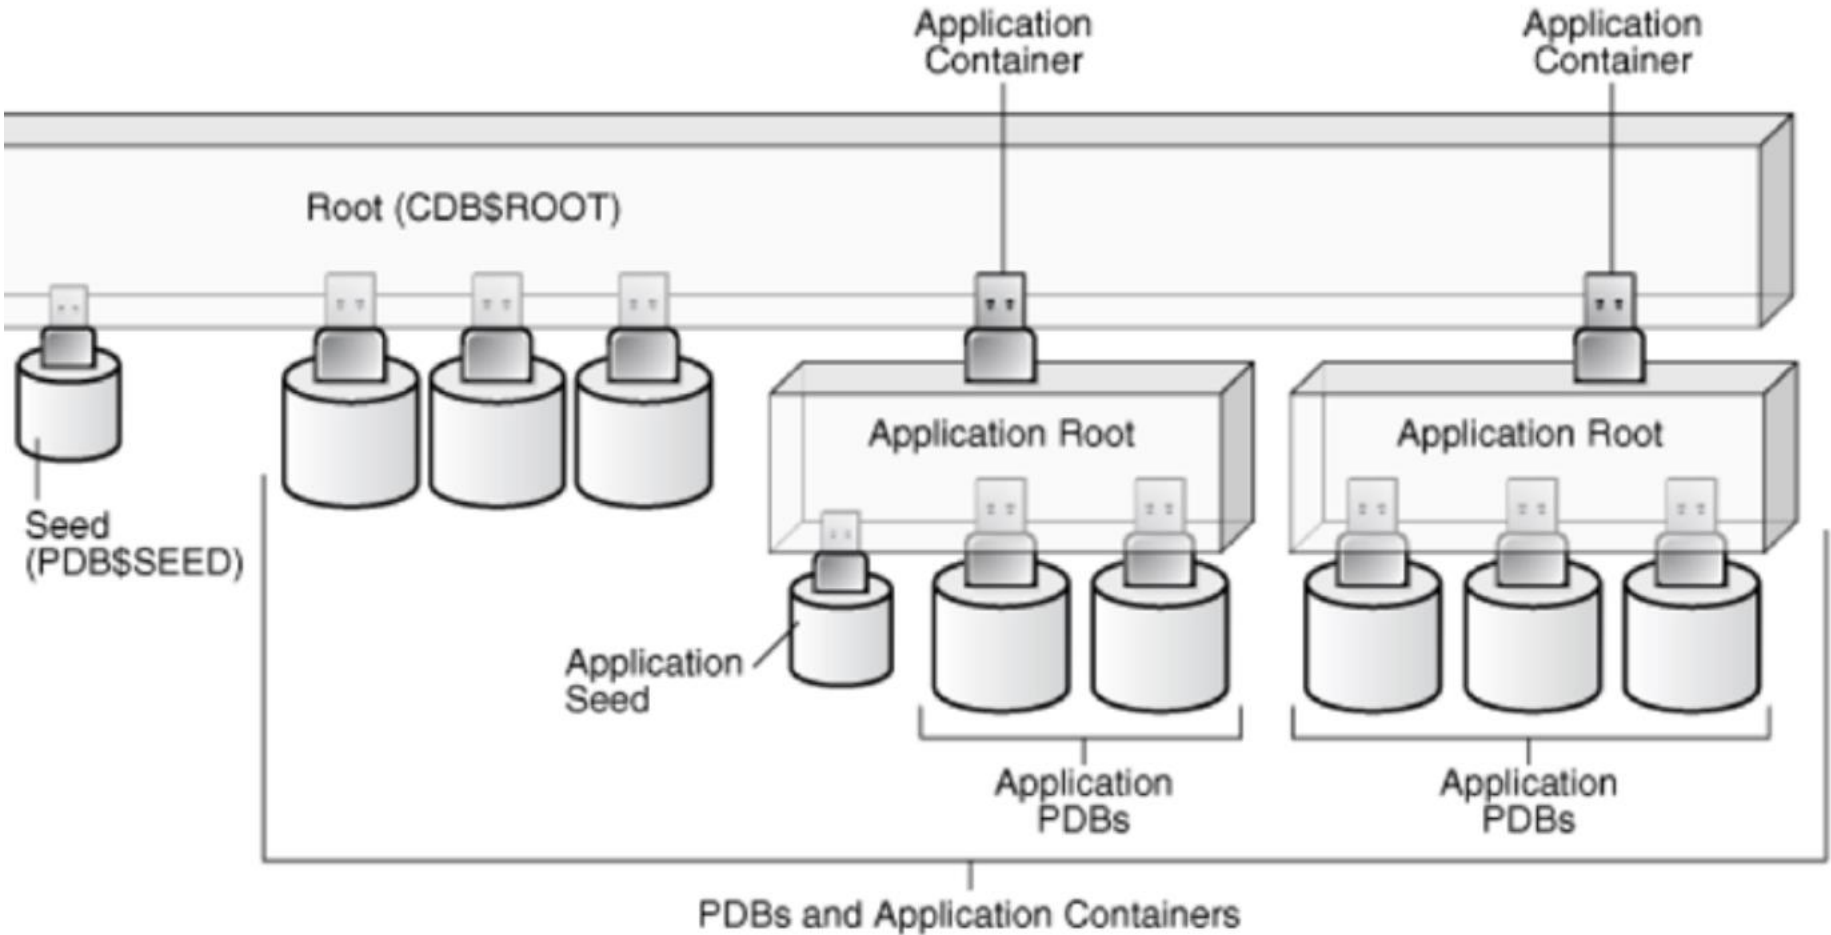 Application
Container
Application
Container
Root (CDB$ROOT)
Application Root
Application Root
Seed
(PDB$SEED)
Application
Seed
Application
PDBs
Application
PDBs
PDBs and Application Containers